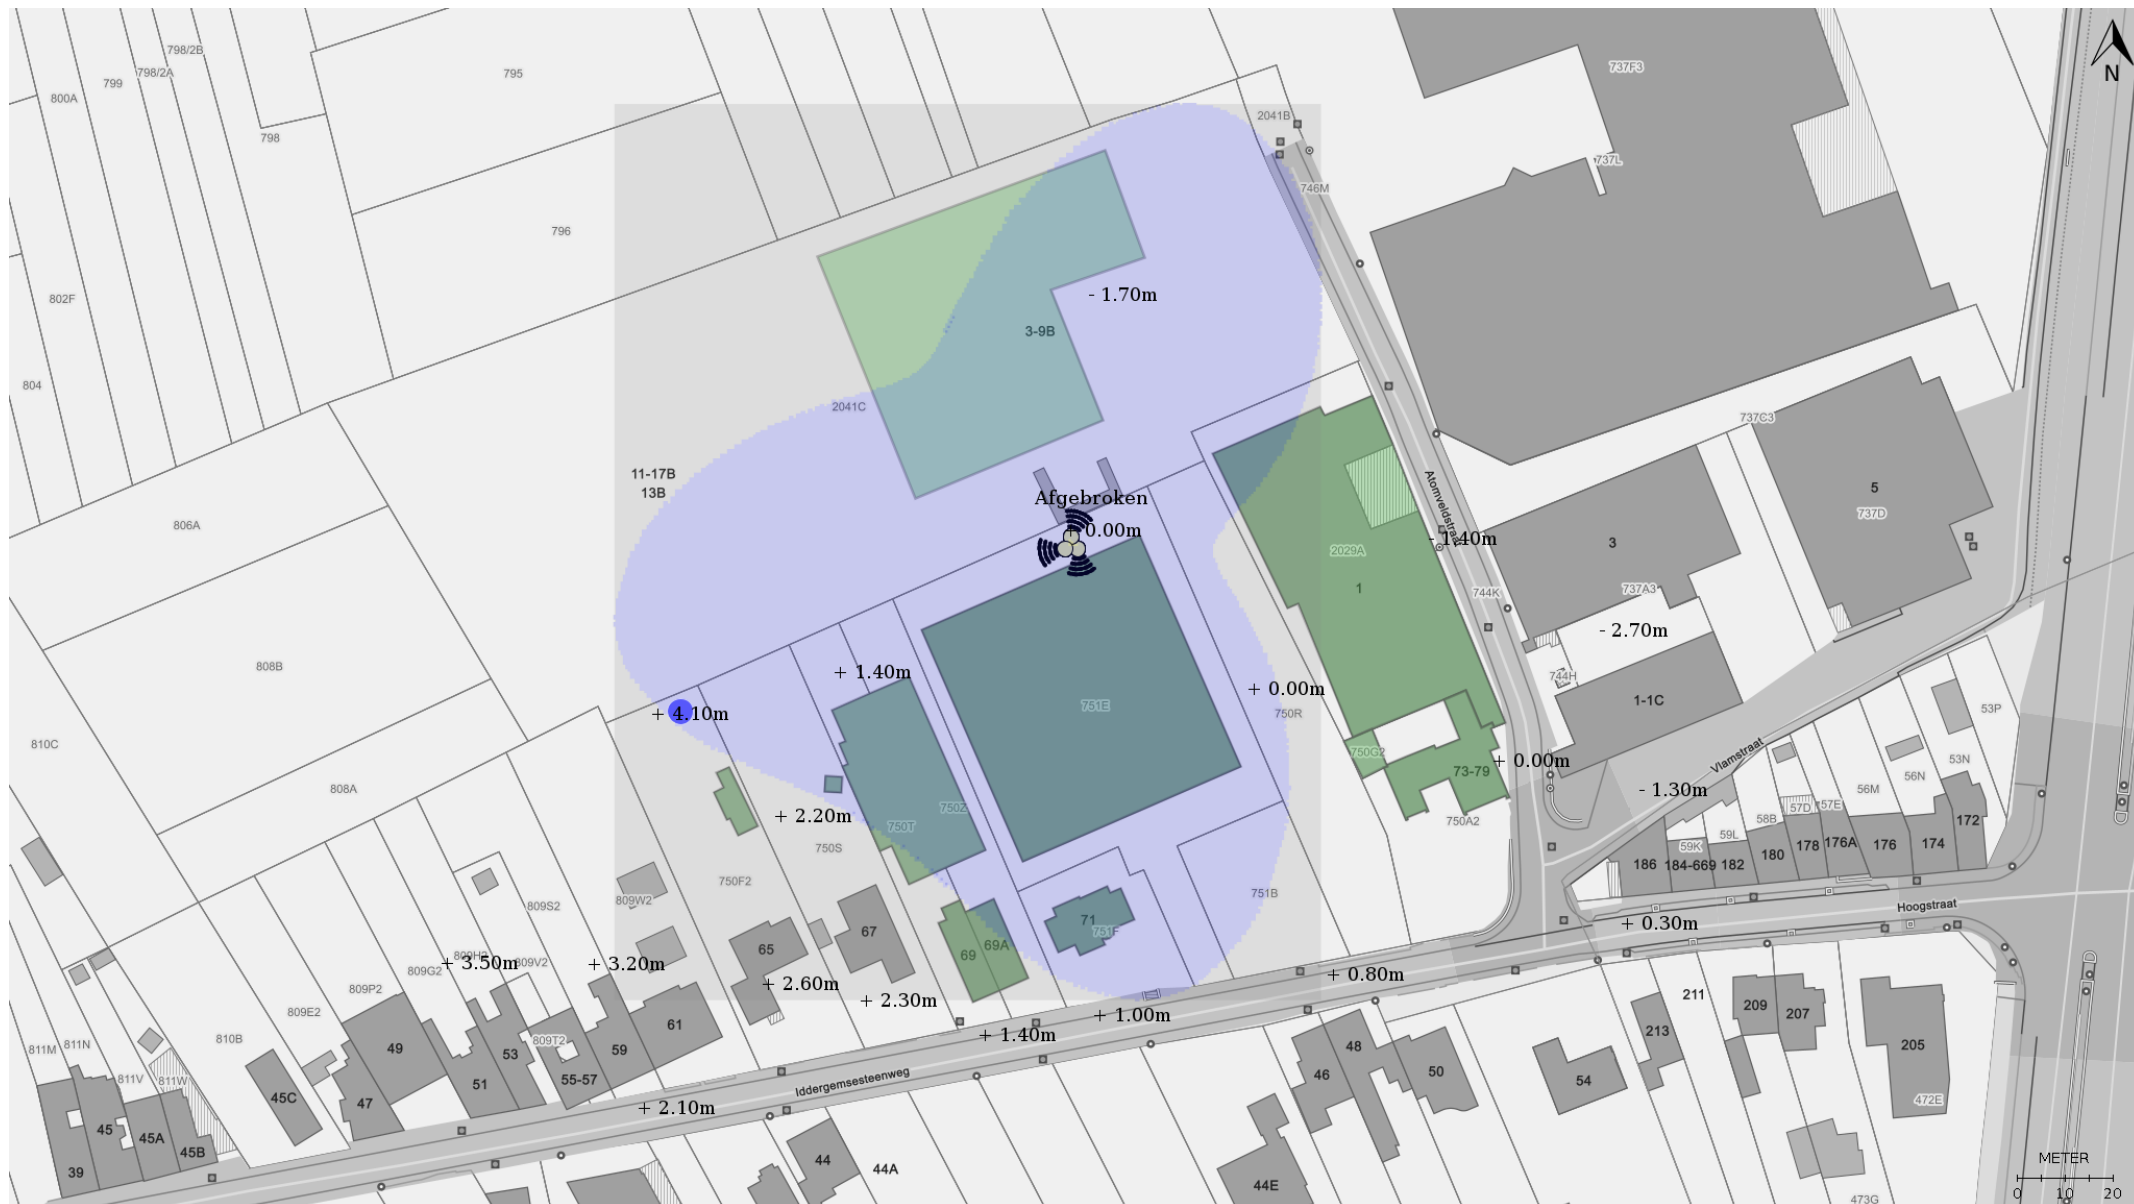 798/2B
798/2A
799
800A
798
795
796
802F
804
806A
808B
810C
808A
2041B
746M
737F3
737L
N
- 1.70m
3-9B
2041C
11-17B
13B
Afgebroken
+ 0.00m
2029A
1
Atomveldstraat
- 1.40m
744K
3
737A3
- 2.70m
737C3
5
737D
744H
1-1C
+ 1.40m
+ 4.10m
751E
+ 0.00m
750R
750G2
73-79
+ 0.00m
750A2
- 1.30m
Vlamstraat
53P
53N
56N
56M
57E
57D
58B
59L
59K
186
184-669
182
180
178
176A
176
174
172
Hoogstraat
+ 0.30m
+ 2.20m
750S
750T
750Z
750F2
751B
71
751F
69
69A
67
65
809W2
809S2
809V2
809H2
809G2
809P2
809E2
810B
811M
811N
811V
811W
+ 3.50m
+ 3.20m
+ 2.60m
+ 2.30m
+ 1.40m
+ 1.00m
+ 0.80m
61
59
809T2
55-57
53
51
49
47
45C
45B
45A
45
39
+ 2.10m
Iddergemsesteenweg
44
44A
44E
46
48
50
54
213
211
209
207
205
472E
473G
METER
0 10 20